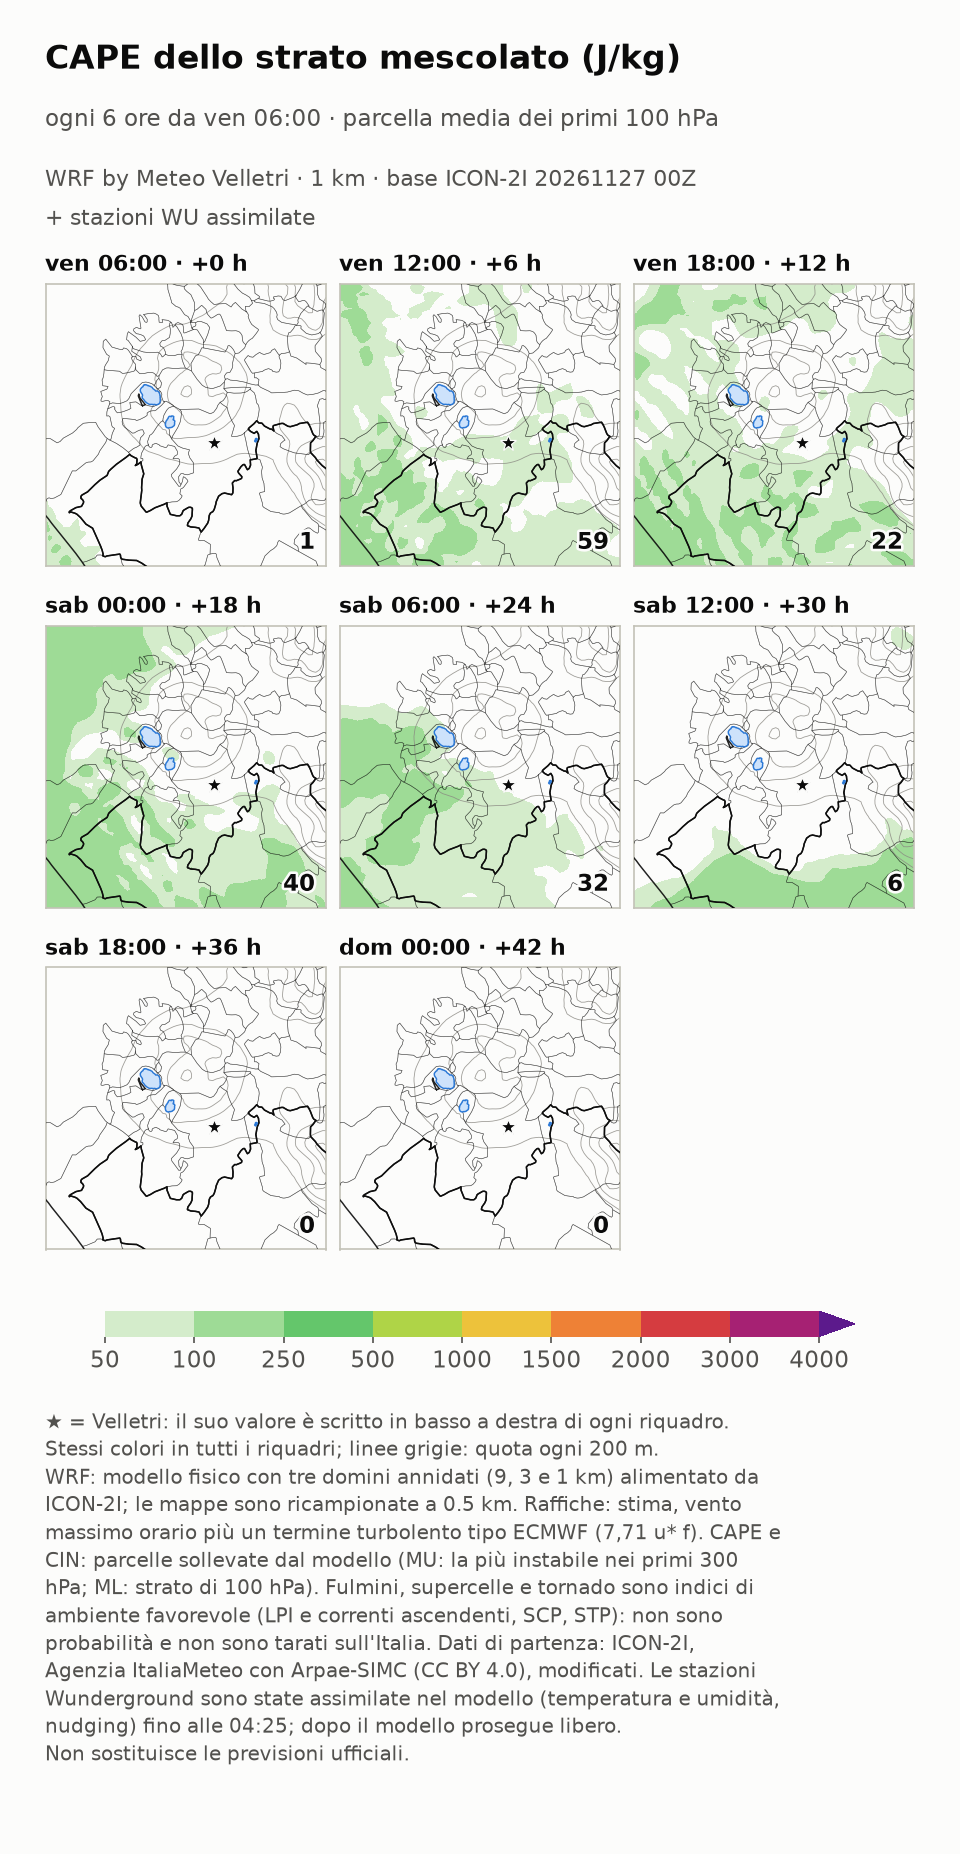 CAPE dello strato mescolato (J/kg)
ogni 6 ore da ven 06:00 · parcella media dei primi 100 hPa
WRF by Meteo Velletri · 1 km · base ICON-2I 20261127 00Z
+ stazioni WU assimilate
ven 06:00 · +0 h
ven 12:00 · +6 h
ven 18:00 · +12 h
1
59
22
sab 00:00 · +18 h
sab 06:00 · +24 h
sab 12:00 · +30 h
40
32
6
sab 18:00 · +36 h
dom 00:00 · +42 h
0
0
50 100 250 500 1000 1500 2000 3000 4000
★ = Velletri: il suo valore è scritto in basso a destra di ogni riquadro.
Stessi colori in tutti i riquadri; linee grigie: quota ogni 200 m.
WRF: modello fisico con tre domini annidati (9, 3 e 1 km) alimentato da
ICON-2I; le mappe sono ricampionate a 0.5 km. Raffiche: stima, vento
massimo orario più un termine turbolento tipo ECMWF (7,71 u* f). CAPE e
CIN: parcelle sollevate dal modello (MU: la più instabile nei primi 300
hPa; ML: strato di 100 hPa). Fulmini, supercelle e tornado sono indici di
ambiente favorevole (LPI e correnti ascendenti, SCP, STP): non sono
probabilità e non sono tarati sull'Italia. Dati di partenza: ICON-2I,
Agenzia ItaliaMeteo con Arpae-SIMC (CC BY 4.0), modificati. Le stazioni
Wunderground sono state assimilate nel modello (temperatura e umidità,
nudging) fino alle 04:25; dopo il modello prosegue libero.
Non sostituisce le previsioni ufficiali.